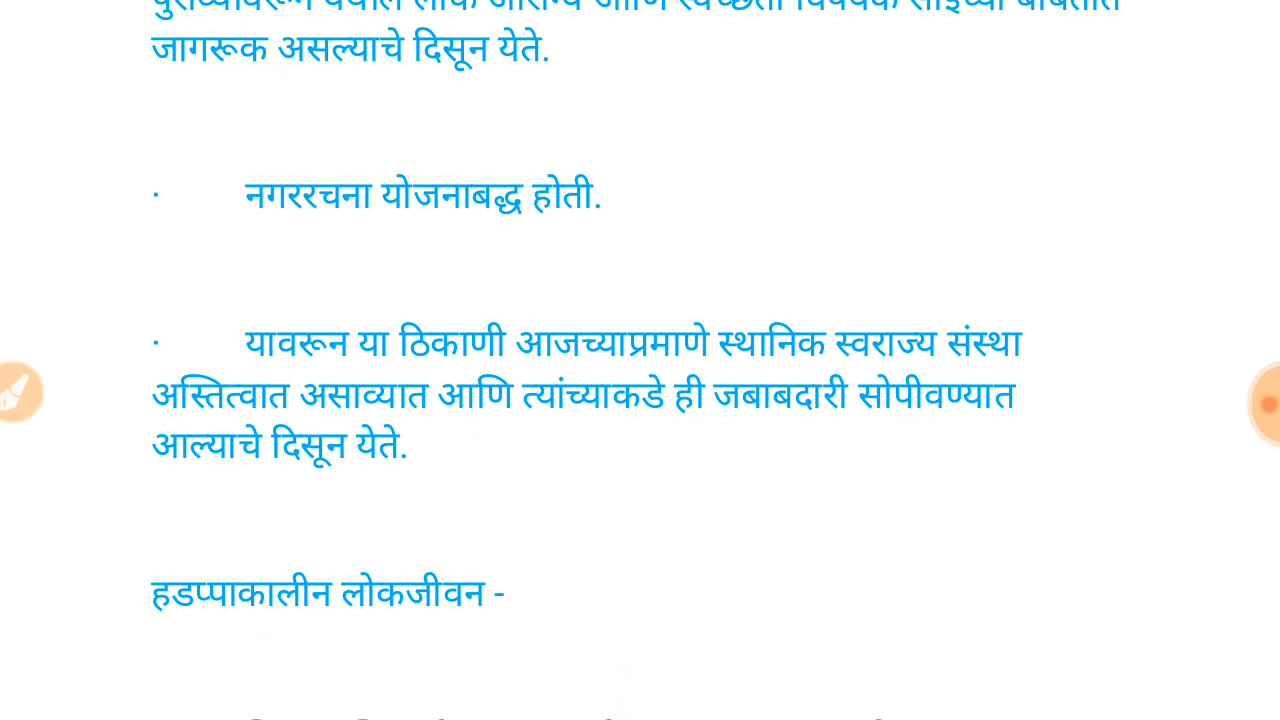 जागरूक असल्याचे दिसून येते.
· नगररचना योजनाबद्ध होती.
· यावरून या ठिकाणी आजच्याप्रमाणे स्थानिक स्वराज्य संस्था
अस्तित्वात असाव्यात आणि त्यांच्याकडे ही जबाबदारी सोपीवण्यात
आल्याचे दिसून येते.
हडप्पाकालीन लोकजीवन -